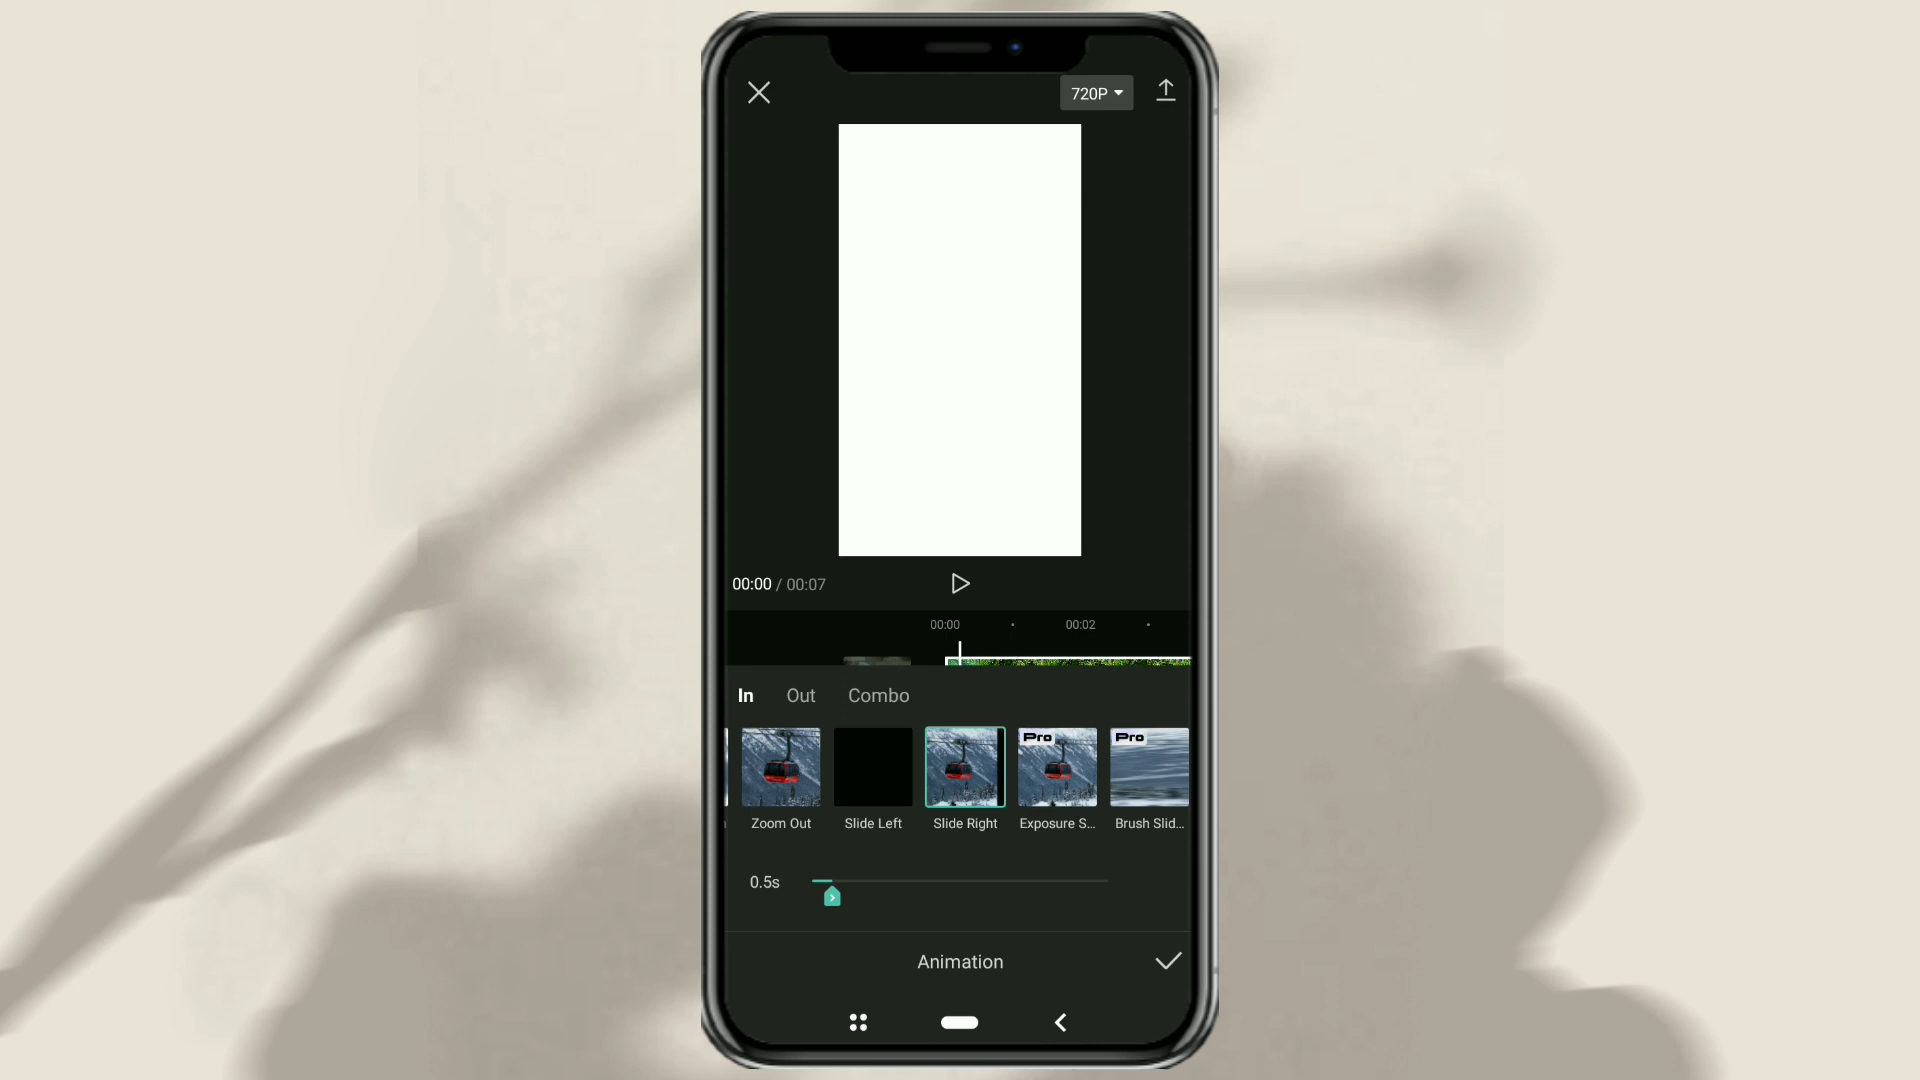 720P
00:00 / 00:07
00:00
00:02
In
Out
Combo
Pro
Pro
Zoom Out
Slide Left
Slide Right
Exposure S...
Brush Slid...
0.5s
Animation